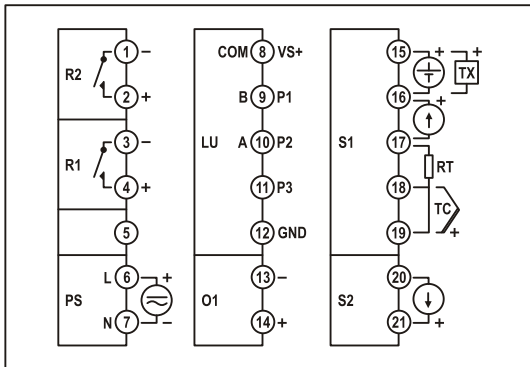 R2 1 −
2 +
R1 3 −
4 +
5
PS L 6 +
N 7 −
LU COM 8 VS+
B 9 P1
A 10 P2
11 P3
12 GND
O1 13 −
14 +
S1 15 + + TX
16 +
17 RT
18 TC
19 +
S2 20
21 +